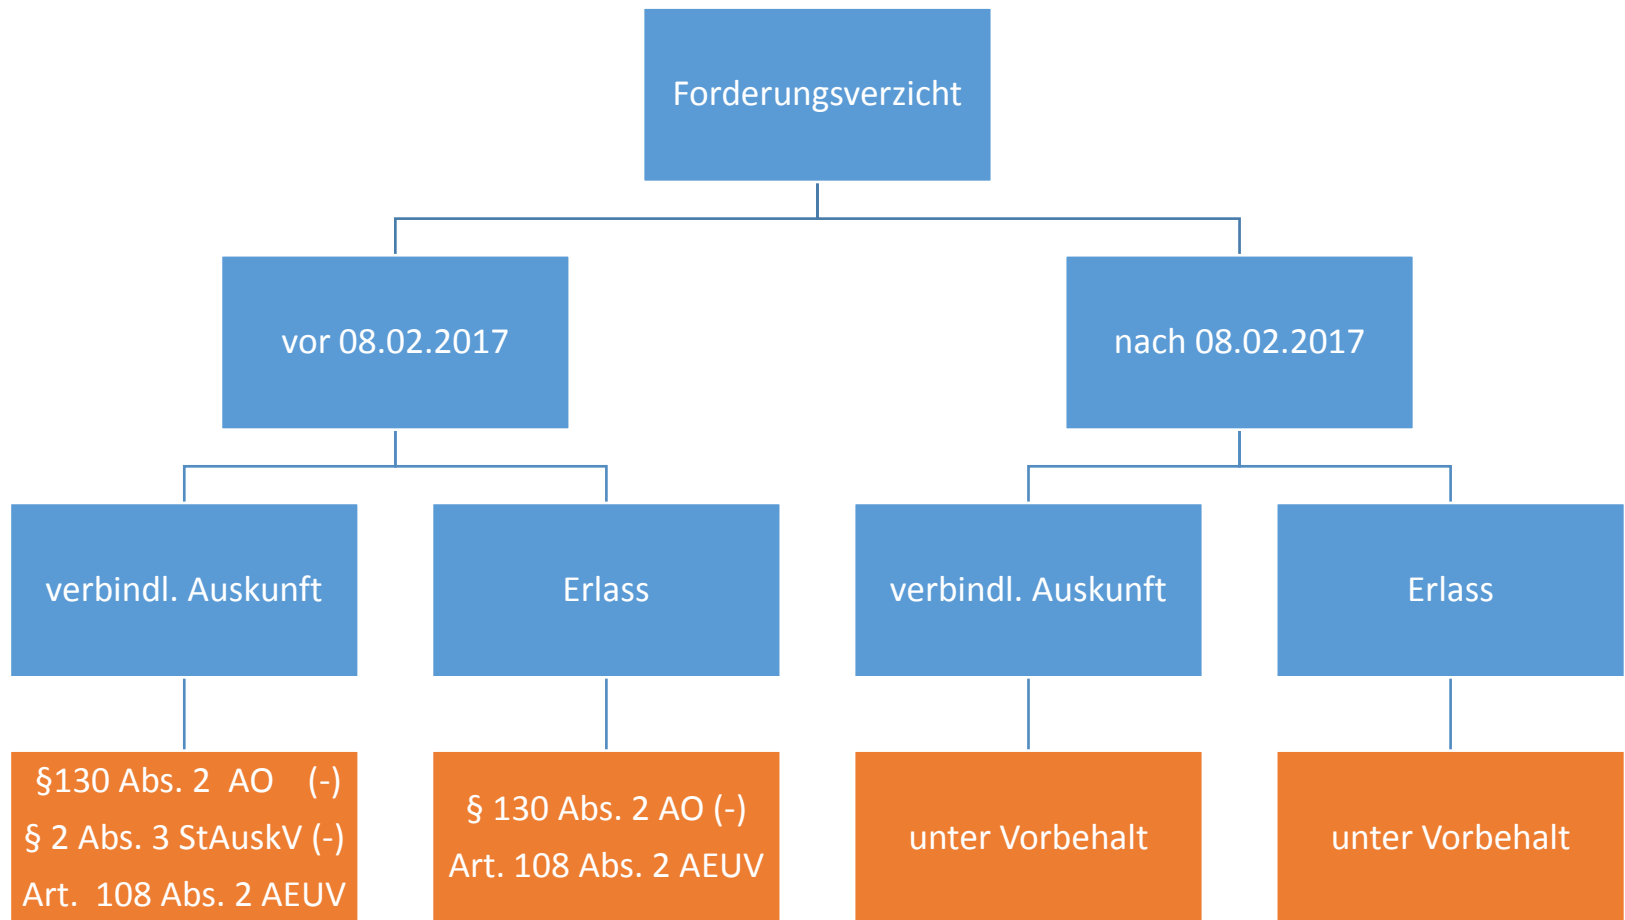 Forderungsverzicht
vor 08.02.2017
nach 08.02.2017
verbindl. Auskunft
Erlass
verbindl. Auskunft
Erlass
§130 Abs. 2 AO (-)
§ 2 Abs. 3 StAuskV (-)
Art. 108 Abs. 2 AEUV
§ 130 Abs. 2 AO (-)
Art. 108 Abs. 2 AEUV
unter Vorbehalt
unter Vorbehalt